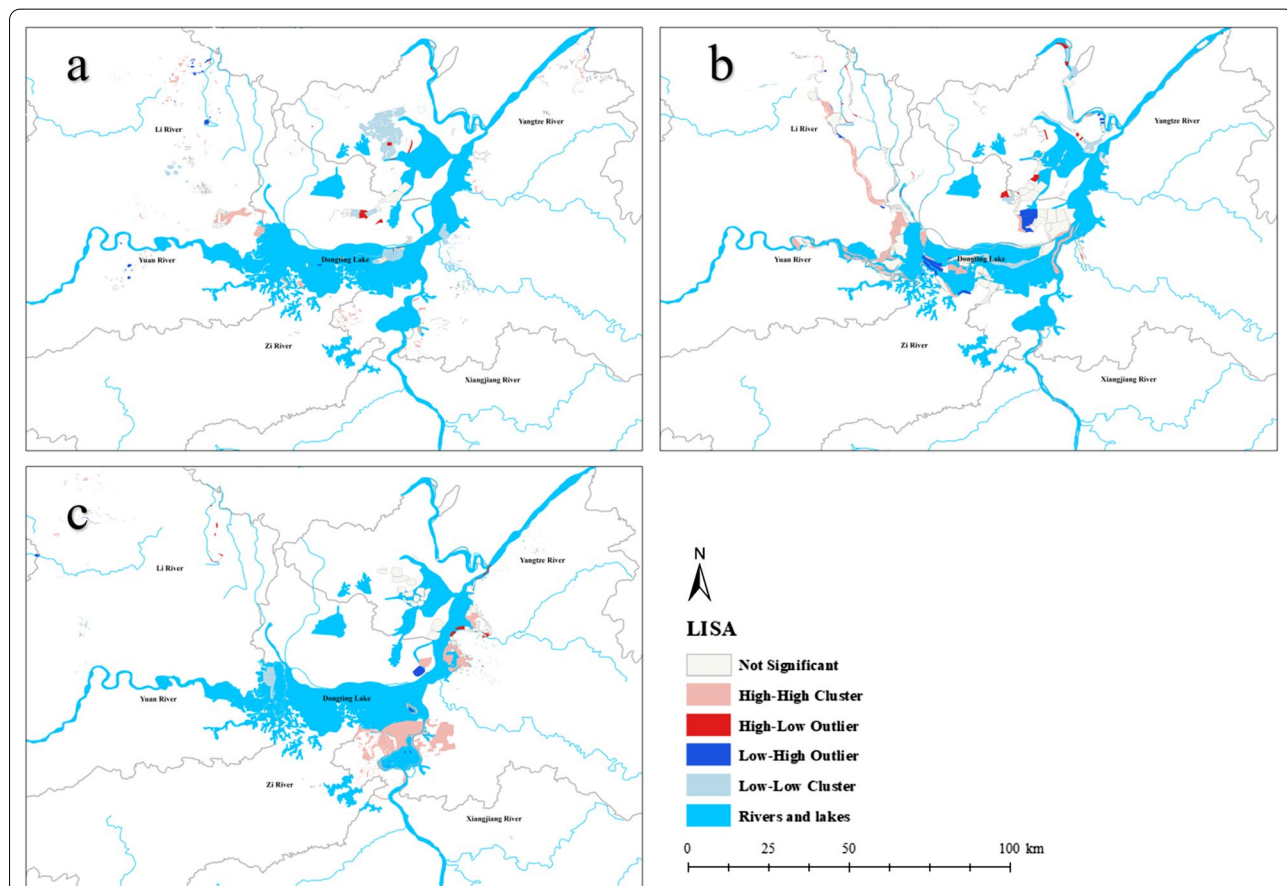 a
Li River
Yangtze River
Yuan River
Dongting Lake
Zi River
Xiangjiang River
b
Li River
Yangtze River
Yuan River
Dongting Lake
Zi River
Xiangjiang River
c
Li River
Yangtze River
Yuan River
Dongting Lake
Zi River
Xiangjiang River
N
LISA
Not Significant
High-High Cluster
High-Low Outlier
Low-High Outlier
Low-Low Cluster
Rivers and lakes
0 25 50 100 km